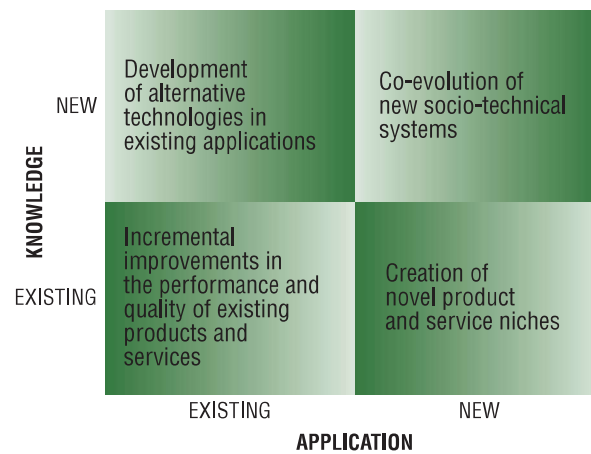 Development
of alternative
technologies in
existing applications
Co-evolution of
new socio-technical
systems
NEW
KNOWLEDGE
EXISTING
Incremental
improvements in
the performance and
quality of existing
products and
services
Creation of
novel product
and service niches
EXISTING
NEW
APPLICATION